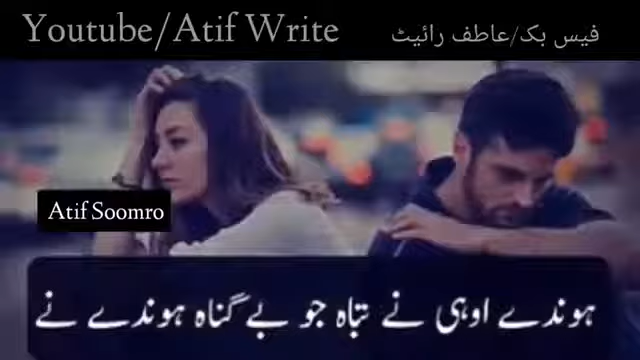 Youtube/Atif Write فیس بک/عاطف رائیٹ
Atif Soomro
ہوندے اوہی نے تباہ جو بے گناہ ہوندے نے